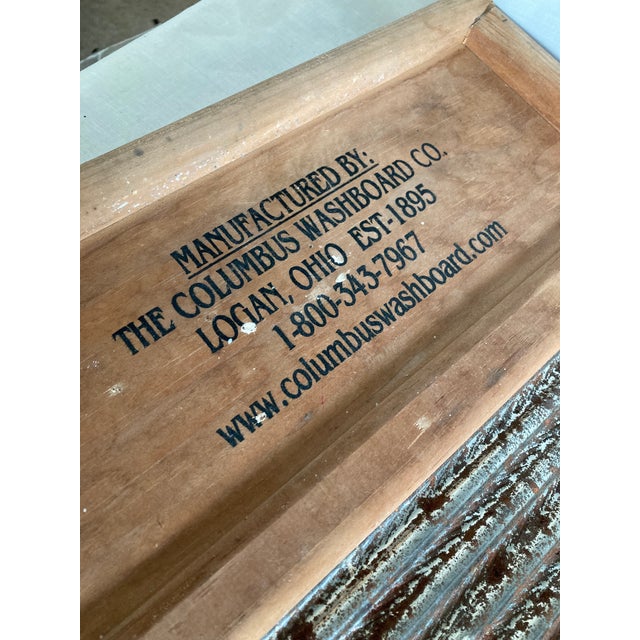 MANUFACTURED BY:
THE COLUMBUS WASHBOARD CO.
LOGAN, OHIO EST-1895
1-800-343-7967
www.columbuswashboard.com